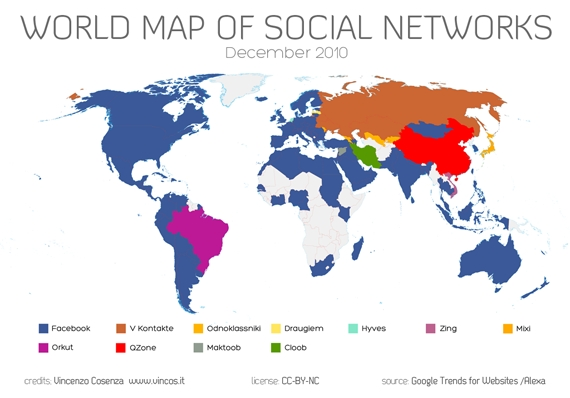 WORLD MAP OF SOCIAL NETWORKS
December 2010
Facebook V Kontakte Odnoklassniki Draugiem Hyves Zing Mixi
Orkut QZone Maktoob Cloob
credits: Vincenzo Cosenza www.vincos.it license: CC-BY-NC source: Google Trends for Websites /Alexa